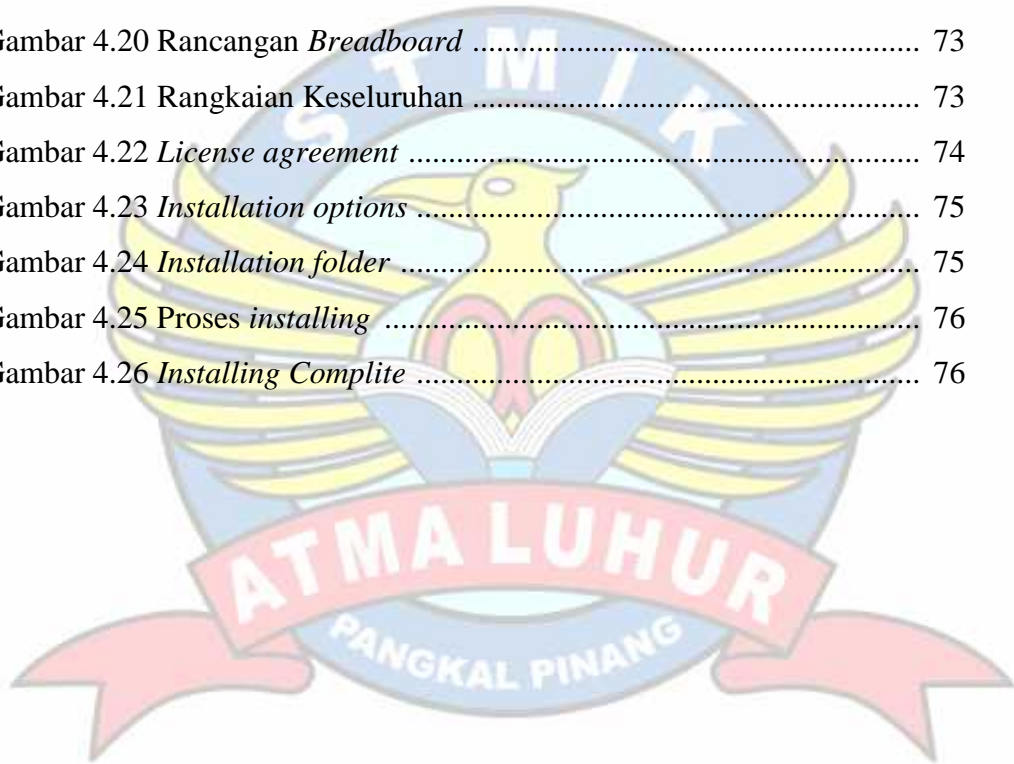 Gambar 4.20 Rancangan Breadboard ................................................................ 73
Gambar 4.21 Rangkaian Keseluruhan ................................................................ 73
Gambar 4.22 License agreement ......................................................................... 74
Gambar 4.23 Installation options ........................................................................ 75
Gambar 4.24 Installation folder .......................................................................... 75
Gambar 4.25 Proses installing ............................................................................ 76
Gambar 4.26 Installing Complite ........................................................................ 76
STMIK
ATMA LUHUR
PANGKAL PINANG